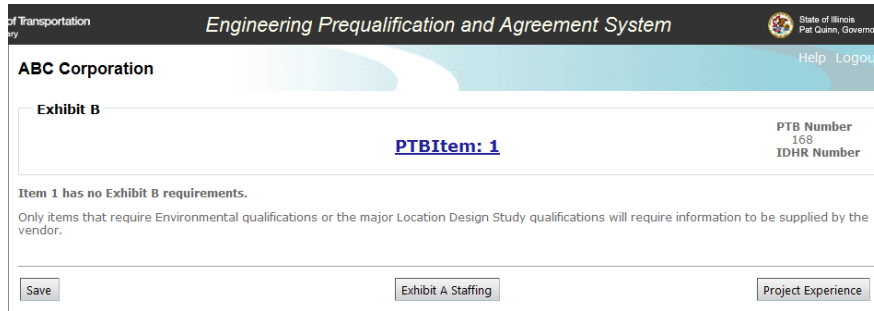 of Transportation
Engineering Prequalification and Agreement System
State of Illinois
Pat Quinn, Governo
ABC Corporation
Help Logou
Exhibit B
PTBItem: 1
PTB Number
168
IDHR Number
Item 1 has no Exhibit B requirements.
Only items that require Environmental qualifications or the major Location Design Study qualifications will require information to be supplied by the
vendor.
Save
Exhibit A Staffing
Project Experience